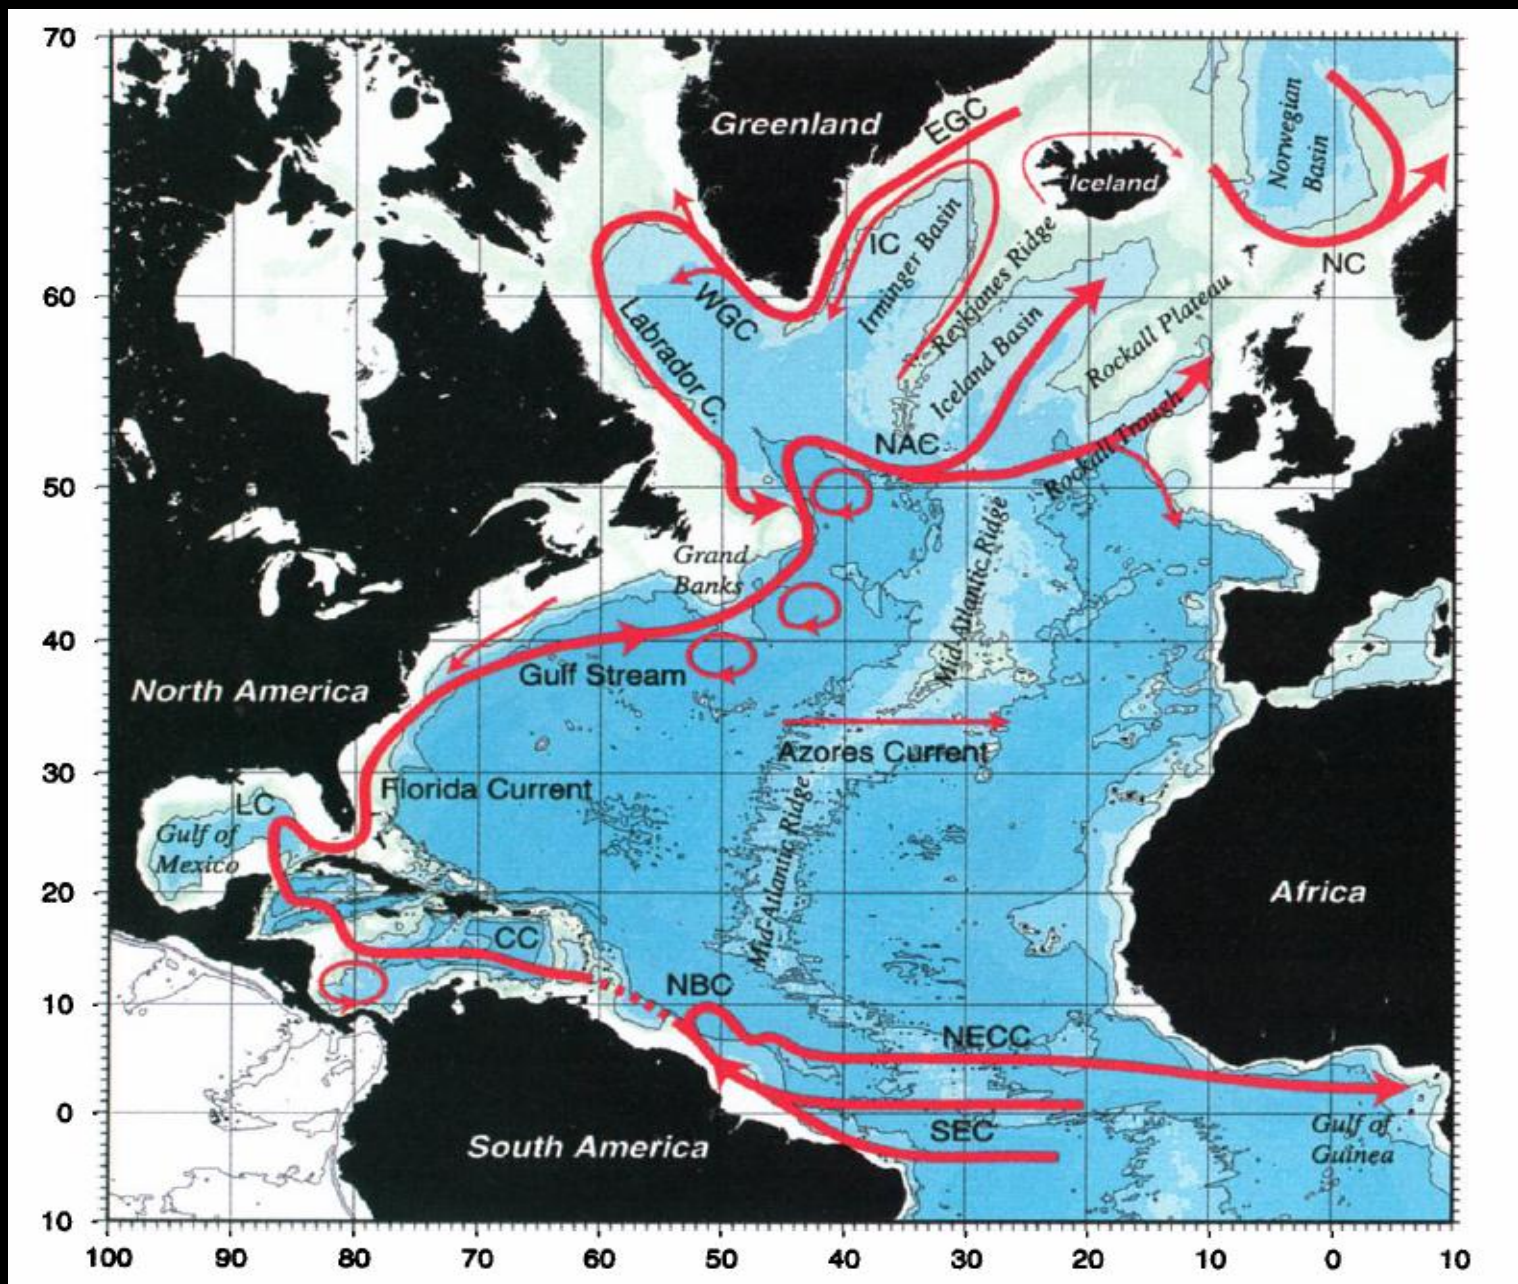 70
60
50
40
30
20
10
0
10
100
90
80
70
60
50
40
30
20
10
0
10
Greenland
EGC
Iceland
Norwegian
Basin
NC
IC
Irminger Basin
Reykjanes Ridge
Iceland Basin
Rockall Plateau
Rockall Trough
WGC
Labrador C.
NAC
Grand
Banks
Mid-Atlantic Ridge
North America
Gulf Stream
Azores Current
Florida Current
LC
Gulf of
Mexico
Mid-Atlantic Ridge
Africa
CC
NBC
NECC
SEC
South America
Gulf of
Guinea